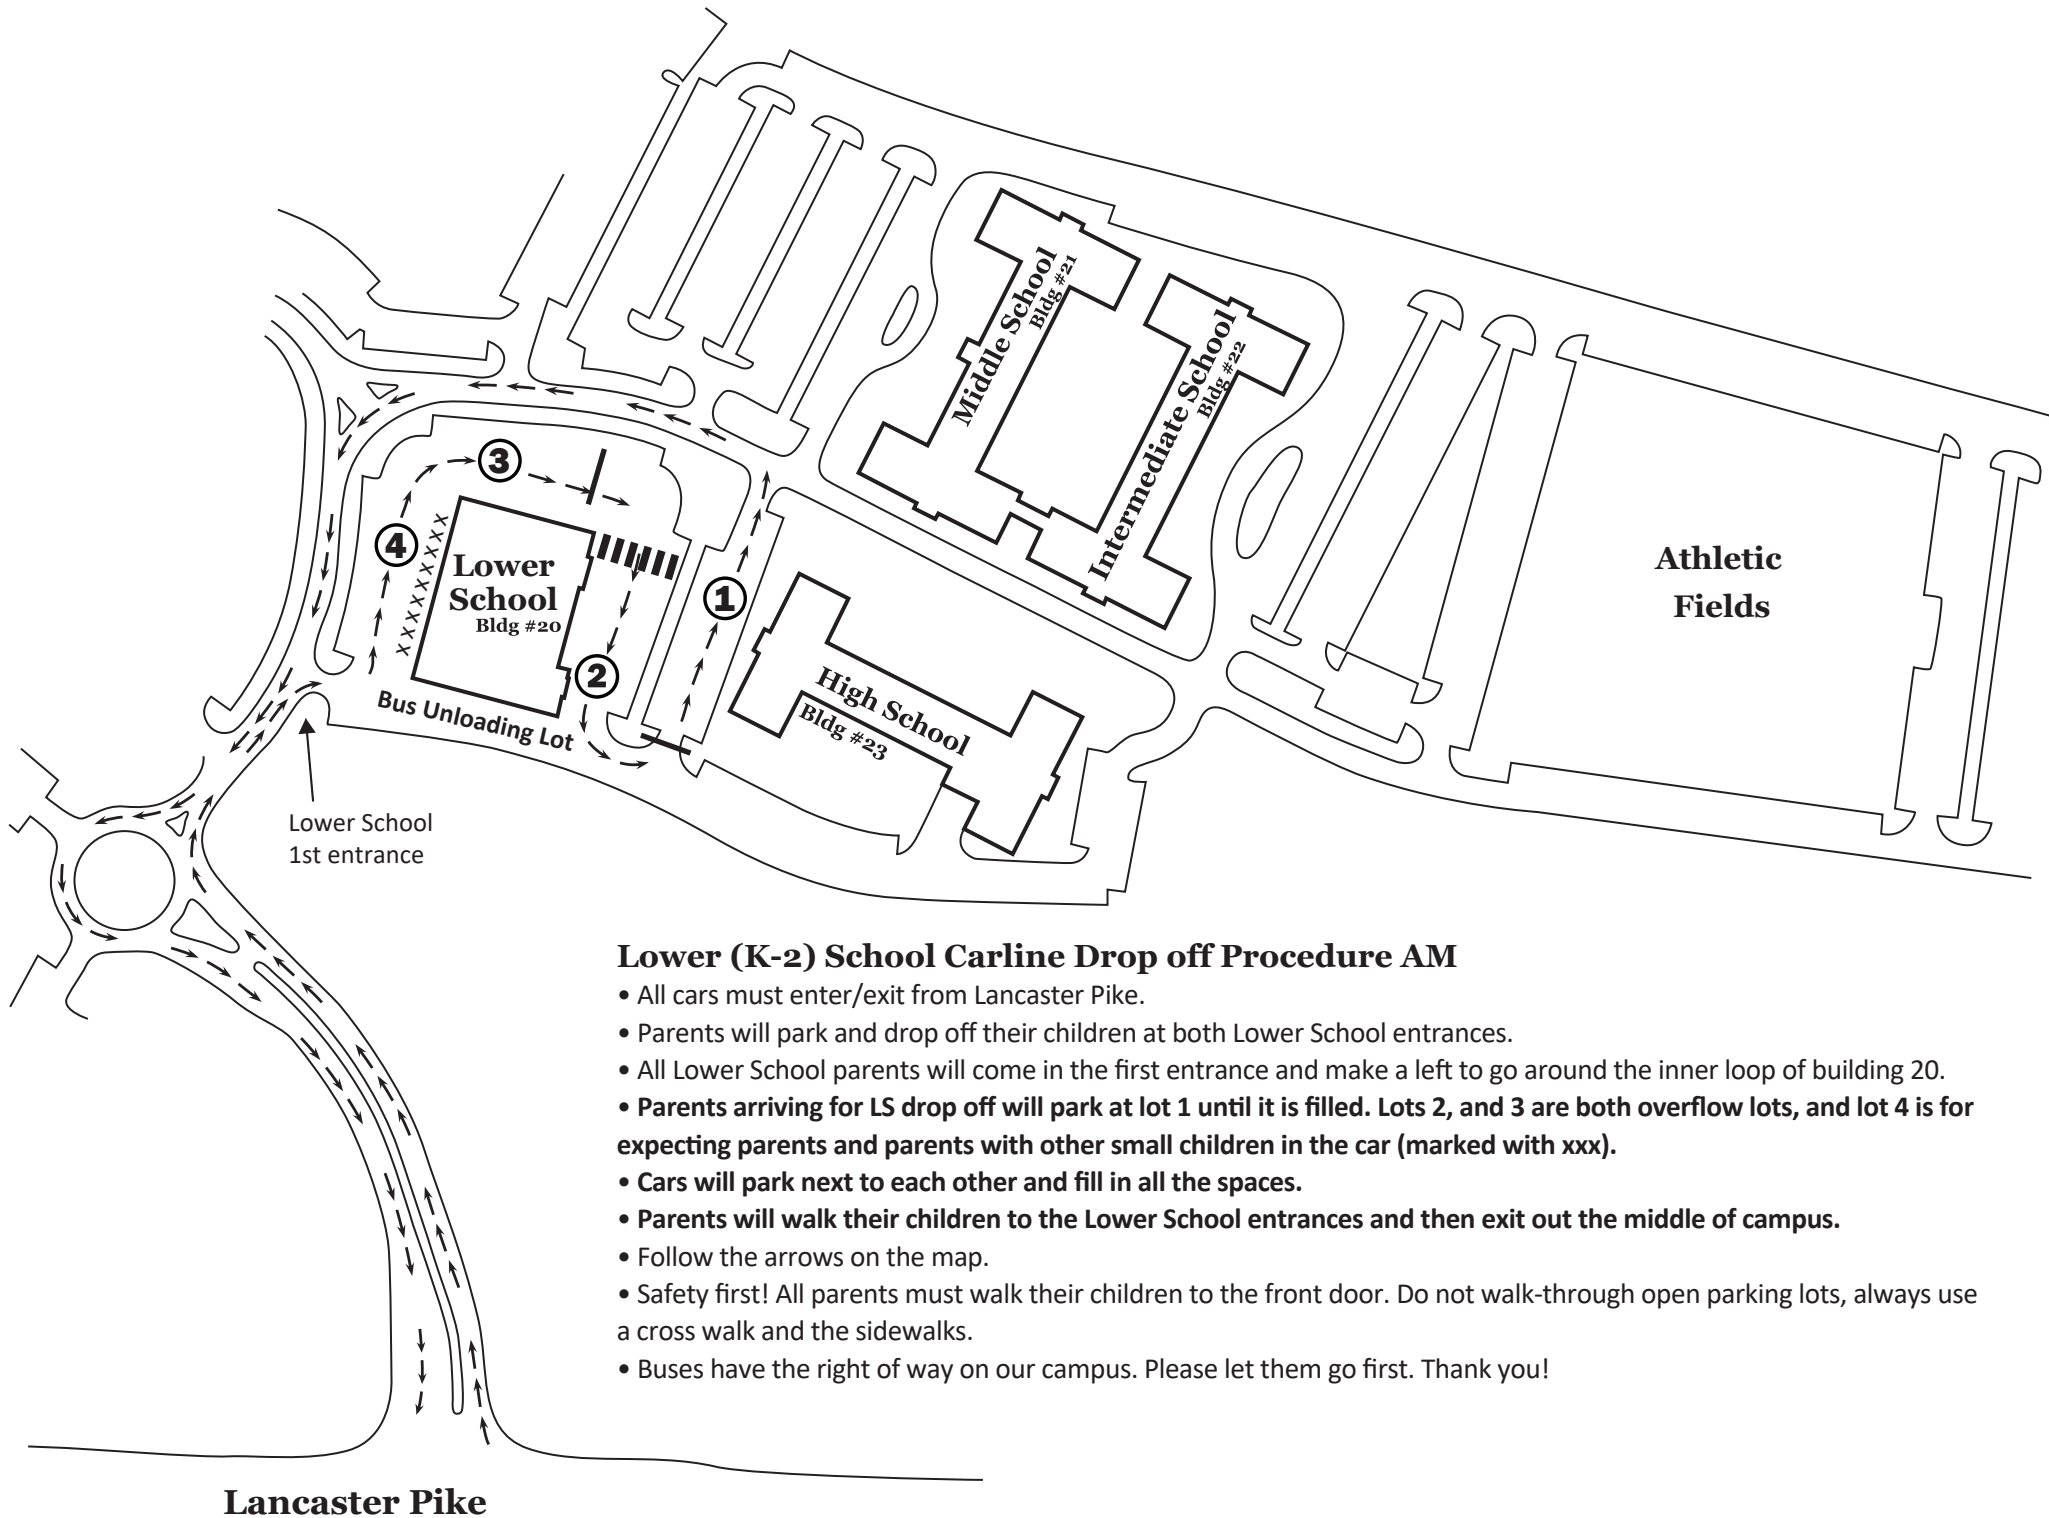 Middle School
Bldg #21
Intermediate School
Bldg #22
3
4
xxxxxxxxxx
Lower
School
Bldg #20
1
2
Athletic
Fields
High School
Bldg #23
Bus Unloading Lot
Lower School
1st entrance
Lower (K-2) School Carline Drop off Procedure AM
• All cars must enter/exit from Lancaster Pike.
• Parents will park and drop off their children at both Lower School entrances.
• All Lower School parents will come in the first entrance and make a left to go around the inner loop of building 20.
• Parents arriving for LS drop off will park at lot 1 until it is filled. Lots 2, and 3 are both overflow lots, and lot 4 is for
expecting parents and parents with other small children in the car (marked with xxx).
• Cars will park next to each other and fill in all the spaces.
• Parents will walk their children to the Lower School entrances and then exit out the middle of campus.
• Follow the arrows on the map.
• Safety first! All parents must walk their children to the front door. Do not walk-through open parking lots, always use
a cross walk and the sidewalks.
• Buses have the right of way on our campus. Please let them go first. Thank you!
Lancaster Pike